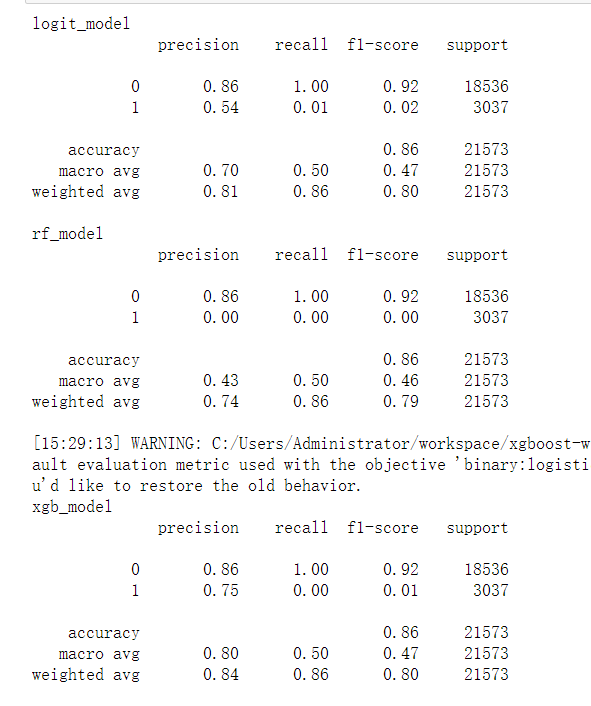 logit_model
precision recall f1-score support
0 0.86 1.00 0.92 18536
1 0.54 0.01 0.02 3037
accuracy 0.86 21573
macro avg 0.70 0.50 0.47 21573
weighted avg 0.81 0.86 0.80 21573
rf_model
precision recall f1-score support
0 0.86 1.00 0.92 18536
1 0.00 0.00 0.00 3037
accuracy 0.86 21573
macro avg 0.43 0.50 0.46 21573
weighted avg 0.74 0.86 0.79 21573
[15:29:13] WARNING: C:/Users/Administrator/workspace/xgboost-w
ault evaluation metric used with the objective 'binary:logisti
u'd like to restore the old behavior.
xgb_model
precision recall f1-score support
0 0.86 1.00 0.92 18536
1 0.75 0.00 0.01 3037
accuracy 0.86 21573
macro avg 0.80 0.50 0.47 21573
weighted avg 0.84 0.86 0.80 21573